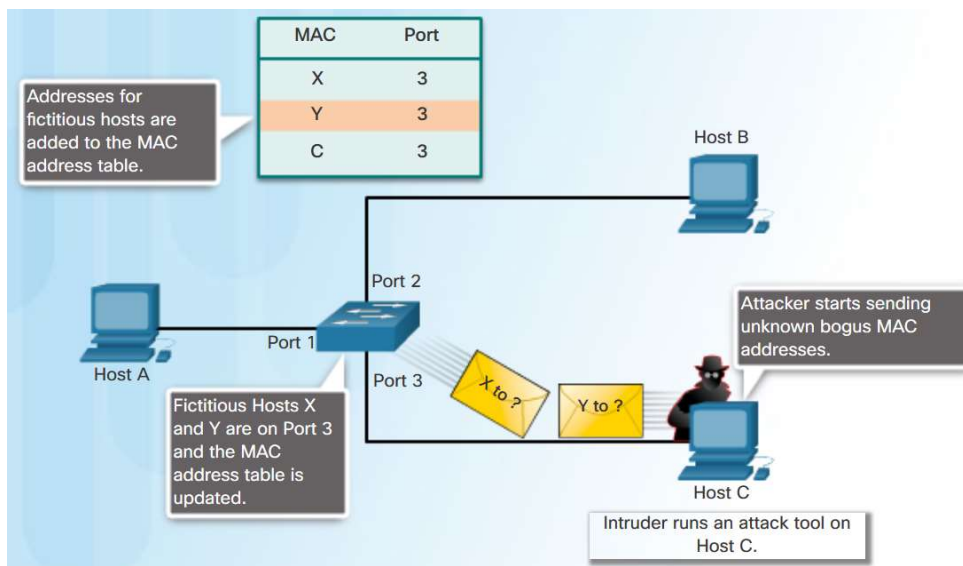 MAC Port
X 3
Y 3
C 3
Addresses for
fictitious hosts are
added to the MAC
address table.
Host B
Port 2
Attacker starts sending
unknown bogus MAC
addresses.
Port 1
Host A
Port 3
X to ?
Y to ?
Fictitious Hosts X
and Y are on Port 3
and the MAC
address table is
updated.
Host C
Intruder runs an attack tool on
Host C.